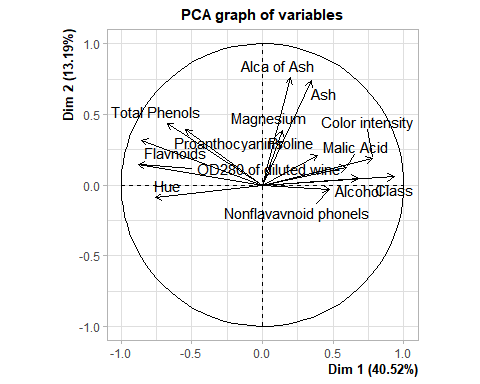 PCA graph of variables
Dim 2 (13.19%)
1.0
0.5
0.0
-0.5
-1.0
Alca of Ash
Ash
Total Phenols
Magnesium
Color intensity
Proanthocyanins
Proline
Malic Acid
Flavnoids
OD280 of diluted wine
Hue
Alcohol
Class
Nonflavavnoid phonels
-1.0 -0.5 0.0 0.5 1.0
Dim 1 (40.52%)